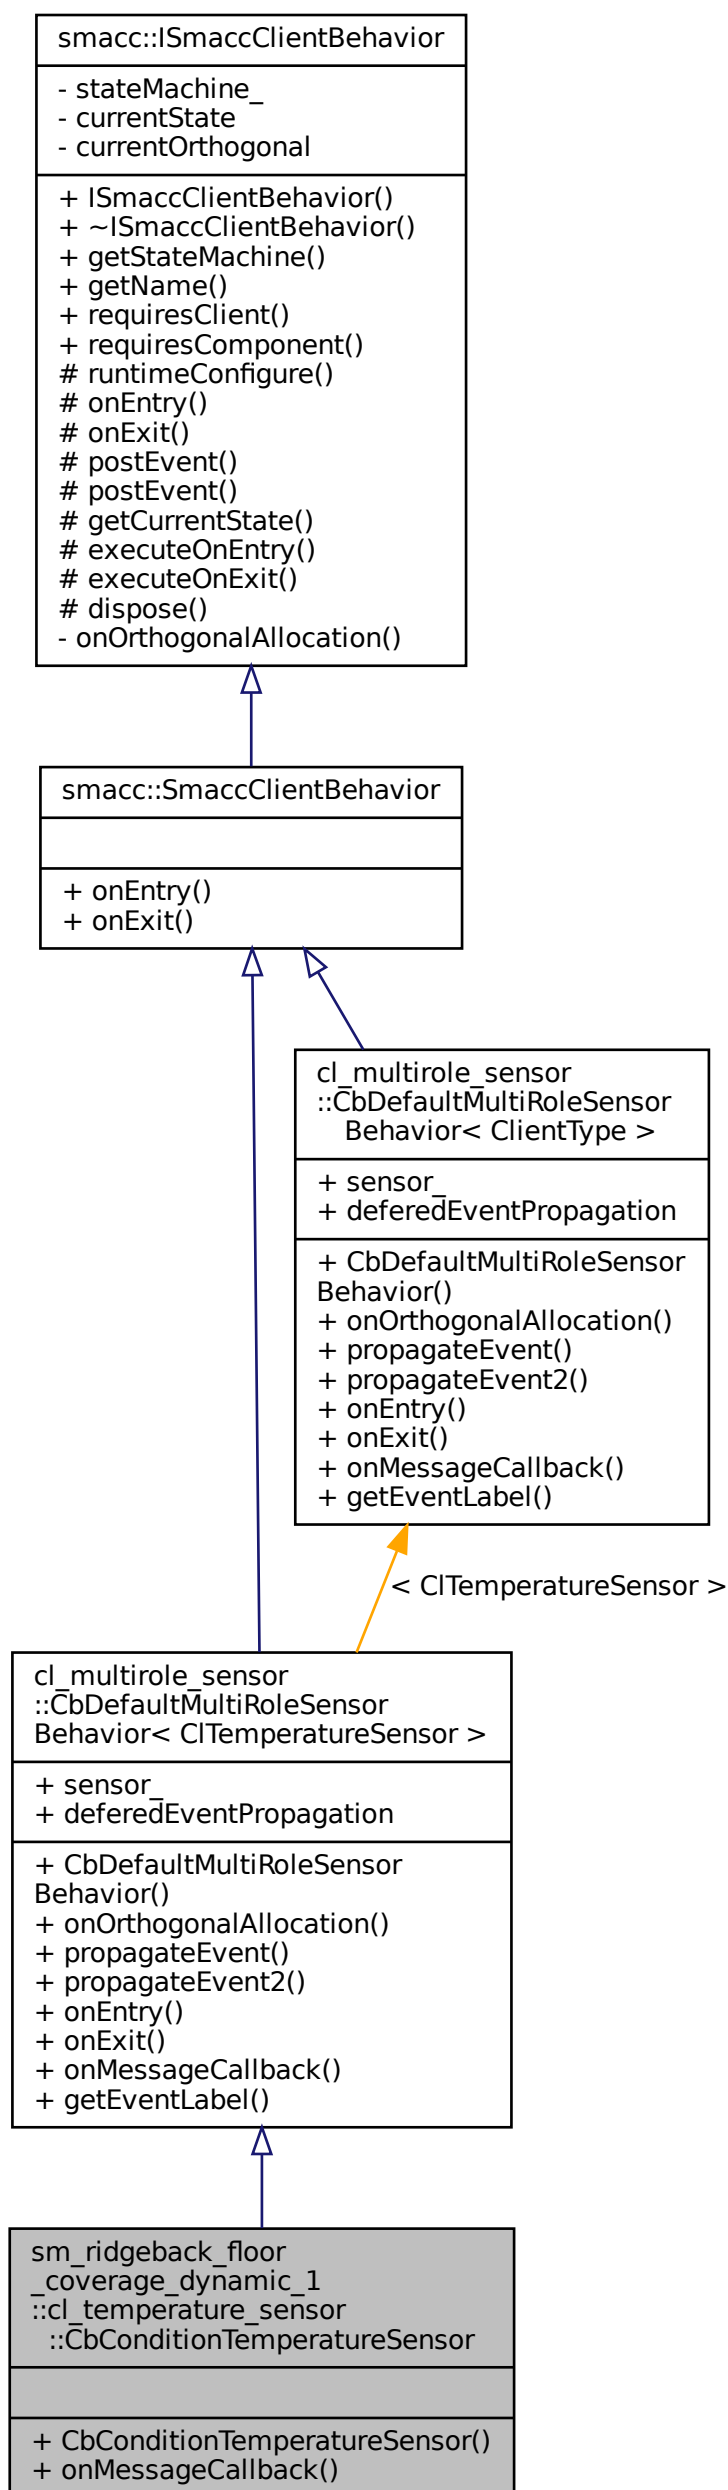 smacc::ISmaccClientBehavior
- stateMachine_
- currentState
- currentOrthogonal
+ ISmaccClientBehavior()
+ ~ISmaccClientBehavior()
+ getStateMachine()
+ getName()
+ requiresClient()
+ requiresComponent()
# runtimeConfigure()
# onEntry()
# onExit()
# postEvent()
# postEvent()
# getCurrentState()
# executeOnEntry()
# executeOnExit()
# dispose()
- onOrthogonalAllocation()
smacc::SmaccClientBehavior
+ onEntry()
+ onExit()
cl_multirole_sensor
::CbDefaultMultiRoleSensor
Behavior< ClientType >
+ sensor_
+ deferedEventPropagation
+ CbDefaultMultiRoleSensor
Behavior()
+ onOrthogonalAllocation()
+ propagateEvent()
+ propagateEvent2()
+ onEntry()
+ onExit()
+ onMessageCallback()
+ getEventLabel()
< ClTemperatureSensor >
cl_multirole_sensor
::CbDefaultMultiRoleSensor
Behavior< ClTemperatureSensor >
+ sensor_
+ deferedEventPropagation
+ CbDefaultMultiRoleSensor
Behavior()
+ onOrthogonalAllocation()
+ propagateEvent()
+ propagateEvent2()
+ onEntry()
+ onExit()
+ onMessageCallback()
+ getEventLabel()
sm_ridgeback_floor
_coverage_dynamic_1
::cl_temperature_sensor
::CbConditionTemperatureSensor
+ CbConditionTemperatureSensor()
+ onMessageCallback()